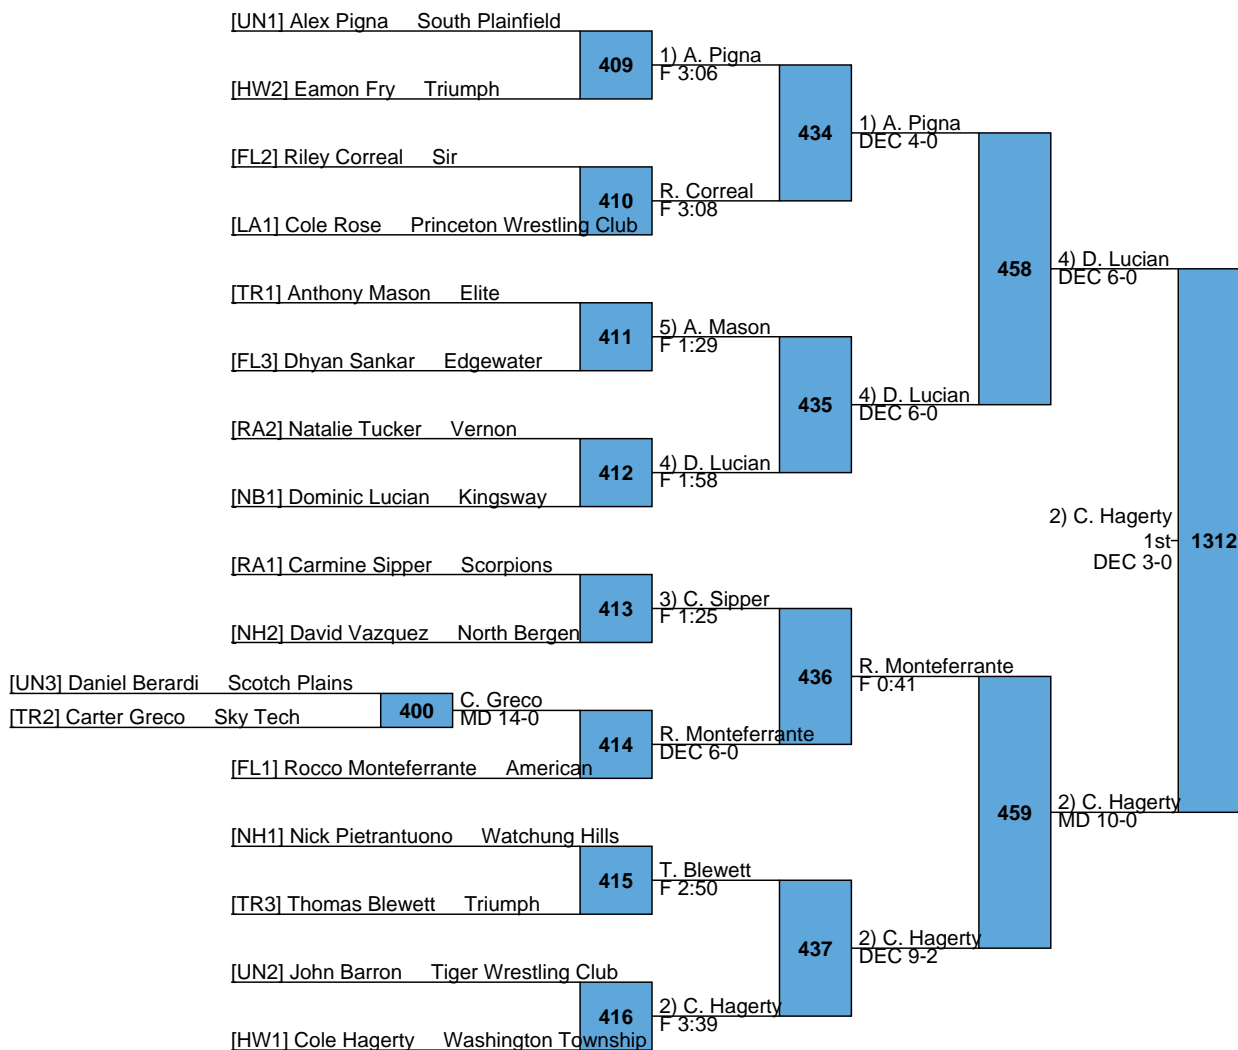 [UN1] Alex Pigna South Plainfield
409
1) A. Pigna
F 3:06
[HW2] Eamon Fry Triumph
434
1) A. Pigna
DEC 4-0
[FL2] Riley Correal Sir
410
R. Correal
F 3:08
[LA1] Cole Rose Princeton Wrestling Club
458
4) D. Lucian
DEC 6-0
[TR1] Anthony Mason Elite
411
5) A. Mason
F 1:29
[FL3] Dhyan Sankar Edgewater
435
4) D. Lucian
DEC 6-0
[RA2] Natalie Tucker Vernon
412
4) D. Lucian
F 1:58
[NB1] Dominic Lucian Kingsway
2) C. Hagerty
1st
DEC 3-0
1312
[RA1] Carmine Sipper Scorpions
413
3) C. Sipper
F 1:25
[NH2] David Vazquez North Bergen
436
R. Monteferrante
F 0:41
[UN3] Daniel Berardi Scotch Plains
400
C. Greco
MD 14-0
[TR2] Carter Greco Sky Tech
414
R. Monteferrante
DEC 6-0
[FL1] Rocco Monteferrante American
459
2) C. Hagerty
MD 10-0
[NH1] Nick Pietrantuono Watchung Hills
415
T. Blewett
F 2:50
[TR3] Thomas Blewett Triumph
437
2) C. Hagerty
DEC 9-2
[UN2] John Barron Tiger Wrestling Club
416
2) C. Hagerty
F 3:39
[HW1] Cole Hagerty Washington Township